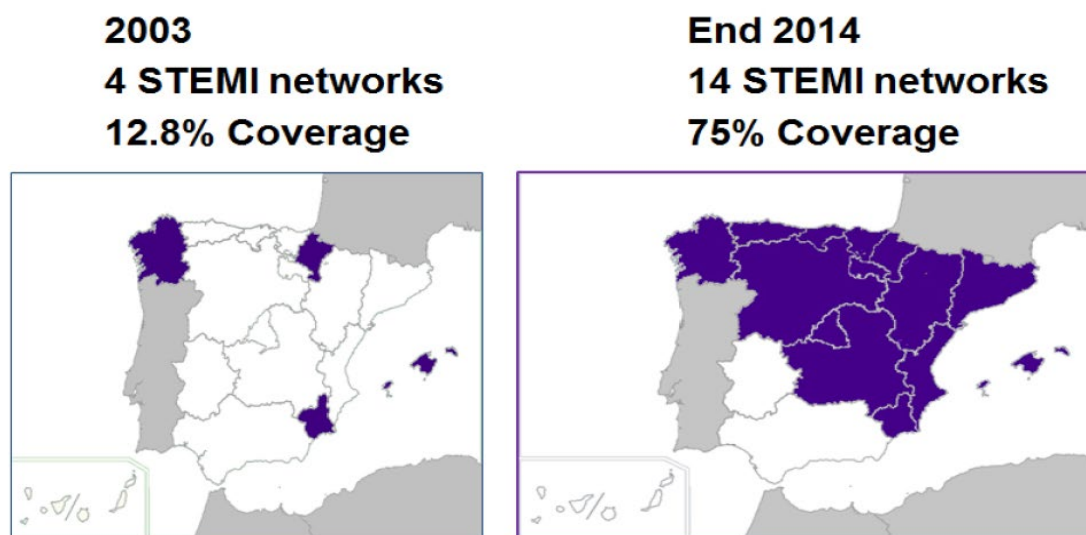 2003
4 STEMI networks
12.8% Coverage
End 2014
14 STEMI networks
75% Coverage